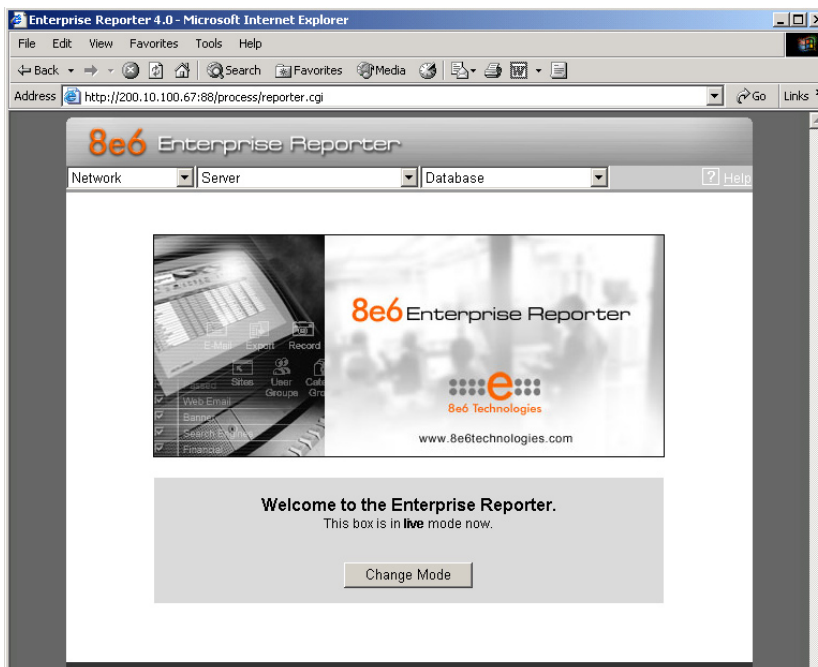 Enterprise Reporter 4.0 - Microsoft Internet Explorer
File Edit View Favorites Tools Help
Back Search Favorites Media
Address http://200.10.100.67:88/process/reporter.cgi Go Links
8e6 Enterprise Reporter
Network Server Database ? Help
E-Mail Export Record
Sites User Groups
Web Email
Banner
Search Engines
Financial
8e6 Enterprise Reporter
8e6 Technologies
www.8e6technologies.com
Welcome to the Enterprise Reporter.
This box is in live mode now.
Change Mode